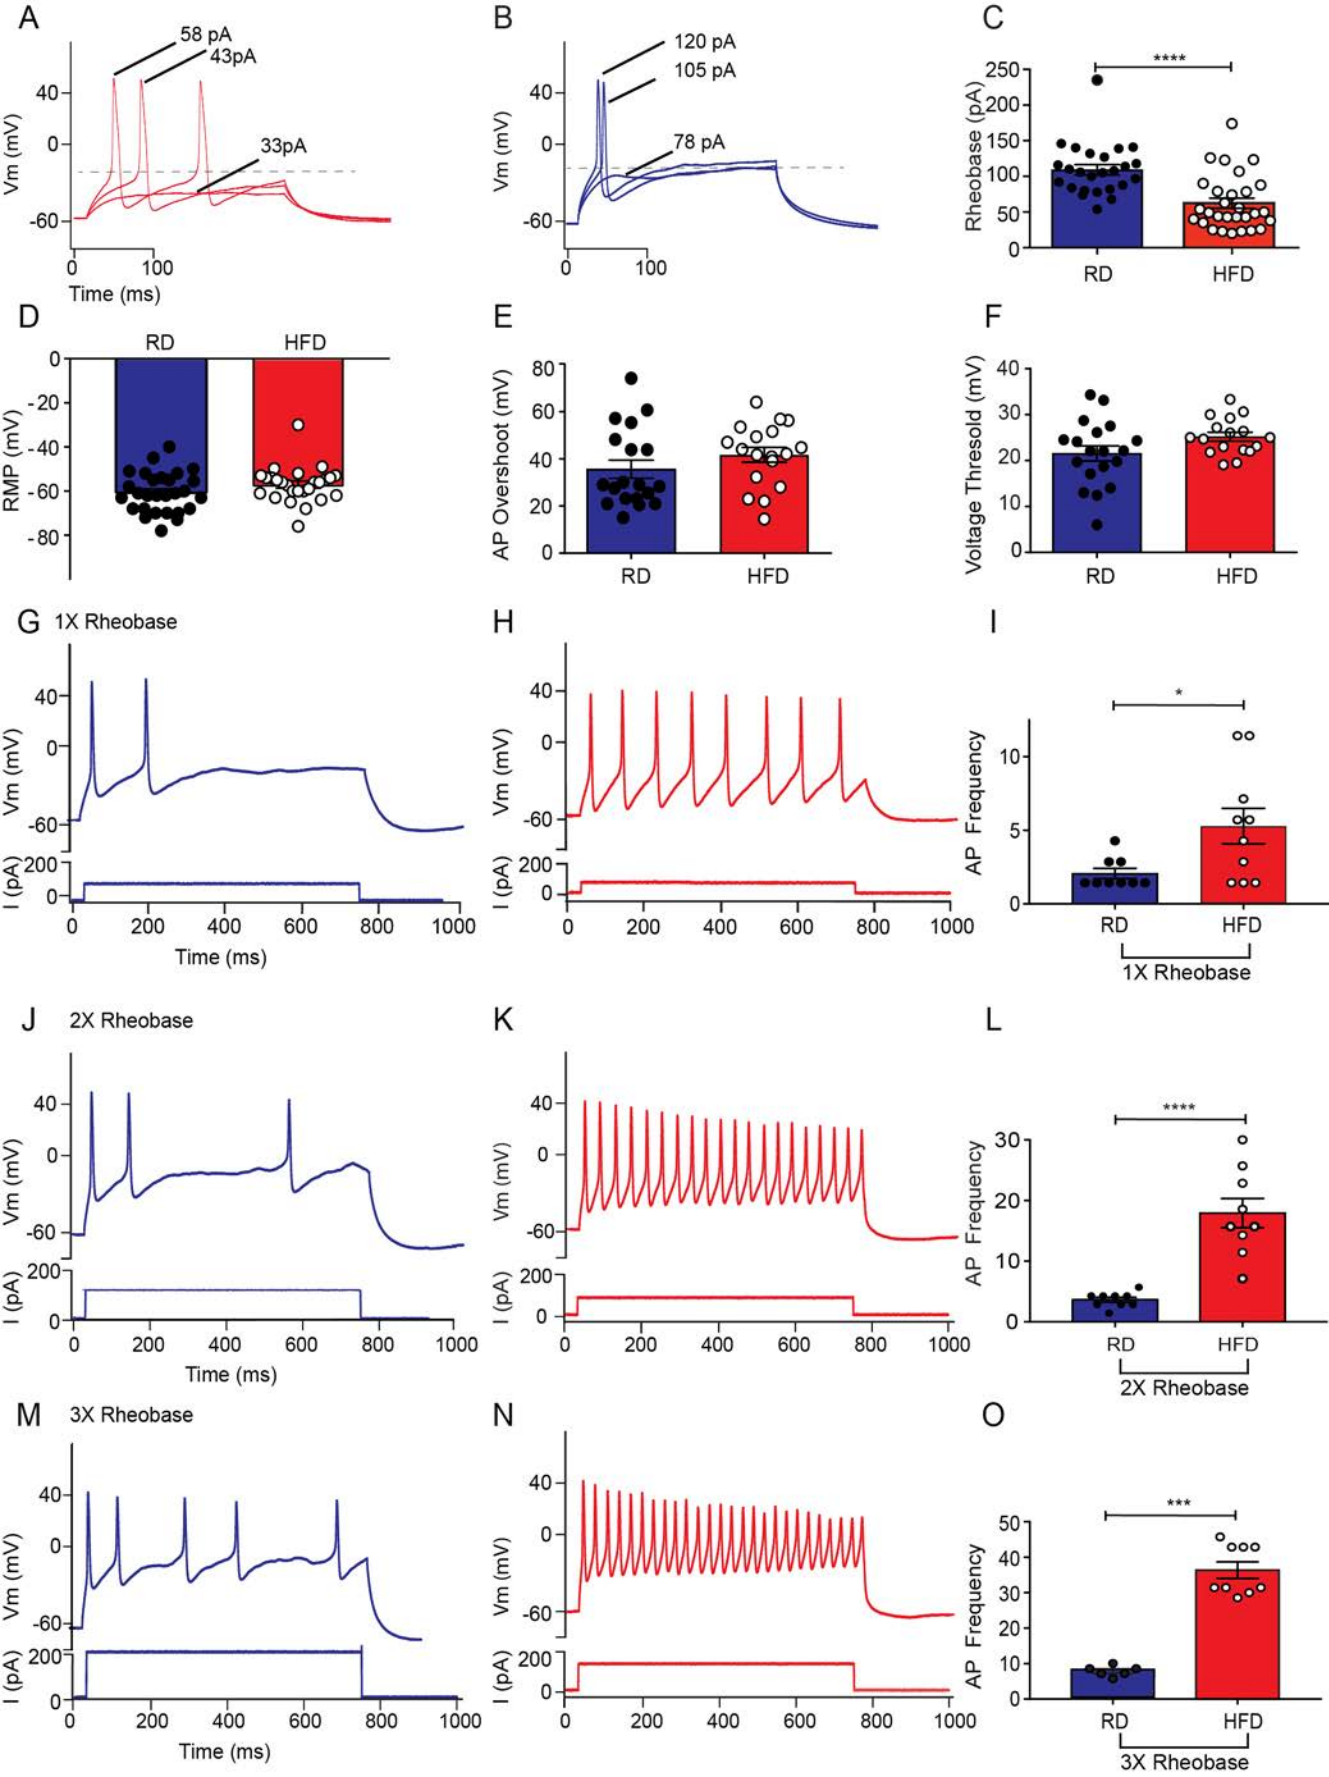 A
58 pA
43pA
33pA
Vm (mV)
40
0
-60
0
100
Time (ms)
B
120 pA
105 pA
78 pA
Vm (mV)
40
0
-60
0
100
C
****
Rheobase (pA)
250
200
150
100
50
0
RD
HFD
D
RD
HFD
RMP (mV)
0
-20
-40
-60
-80
E
AP Overshoot (mV)
80
60
40
20
0
RD
HFD
F
Voltage Thresold (mV)
40
30
20
10
0
RD
HFD
G
1X Rheobase
Vm (mV)
40
0
-60
I (pA)
200
0
0
200
400
600
800
1000
Time (ms)
H
Vm (mV)
40
0
-60
I (pA)
200
0
0
200
400
600
800
1000
I
*
AP Frequency
10
5
0
RD
HFD
1X Rheobase
J
2X Rheobase
Vm (mV)
40
0
-60
I (pA)
200
0
0
200
400
600
800
1000
Time (ms)
K
Vm (mV)
40
0
-60
I (pA)
200
0
0
200
400
600
800
1000
L
****
AP Frequency
30
20
10
0
RD
HFD
2X Rheobase
M
3X Rheobase
Vm (mV)
40
0
-60
I (pA)
200
0
0
200
400
600
800
1000
Time (ms)
N
Vm (mV)
40
0
-60
I (pA)
200
0
0
200
400
600
800
1000
O
***
AP Frequency
50
40
30
20
10
0
RD
HFD
3X Rheobase